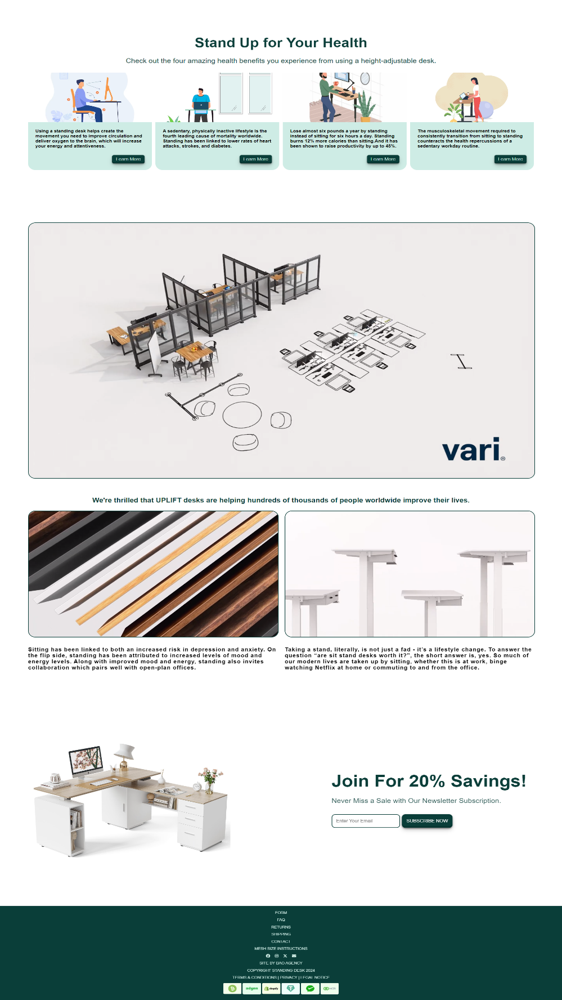 Stand Up for Your Health
Check out the four amazing health benefits you experience from using a height-adjustable desk.
Using a standing desk helps create the
movement you need to improve circulation and
deliver oxygen to the brain, which will increase
your energy and attentiveness.
Learn More
A sedentary, physically inactive lifestyle is the
fourth leading cause of mortality worldwide.
Standing has been linked to lower rates of heart
attacks, strokes, and diabetes.
Learn More
Lose almost six pounds a year by standing
instead of sitting for six hours a day. Standing
burns 12% more calories than sitting.And it has
been shown to raise productivity by up to 45%.
Learn More
The musculoskeletal movement required to
consistently transition from sitting to standing
counteracts the health repercussions of a
sedentary workday routine.
Learn More
vari®
We're thrilled that UPLIFT desks are helping hundreds of thousands of people worldwide improve their lives.
Sitting has been linked to both an increased risk in depression and anxiety. On
the flip side, standing has been attributed to increased levels of mood and
energy levels. Along with improved mood and energy, standing also invites
collaboration which pairs well with open-plan offices.
Taking a stand, literally, is not just a fad - it's a lifestyle change. To answer the
question “are sit stand desks worth it?”, the short answer is, yes. So much of
our modern lives are taken up by sitting, whether this is at work, binge
watching Netflix at home or commuting to and from the office.
Join For 20% Savings!
Never Miss a Sale with Our Newsletter Subscription.
Enter Your Email
SUBSCRIBE NOW
FORM
FAQ
RETURNS
SHIPPING
CONTACT
MESH SIZE INSTRUCTIONS
SITE BY BAO AGENCY
COPYRIGHT STANDING DESK 2024
TERMS & CONDITIONS | PRIVACY | LEGAL NOTICE
adyen
shopify